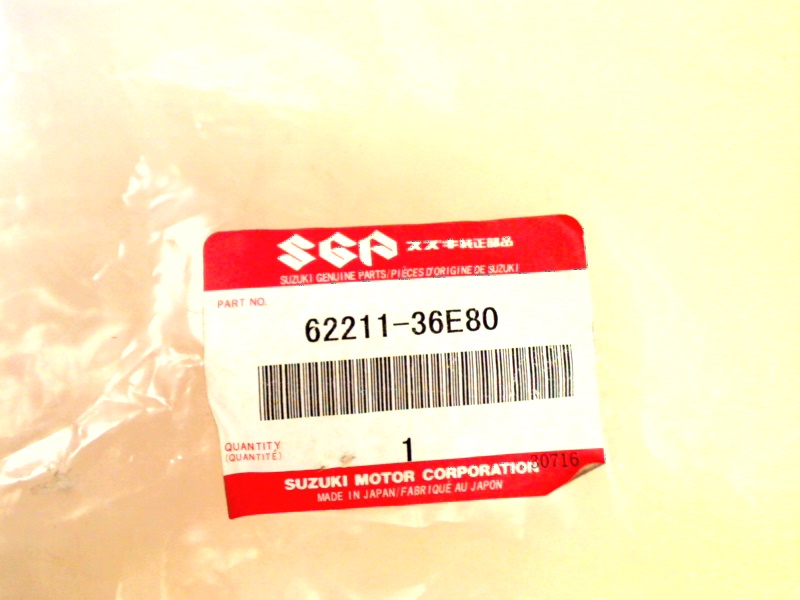 SGP スズキ純正部品
SUZUKI GENUINE PARTS/PIÈCES D'ORIGINE DE SUZUKI
PART NO.
62211-36E80
QUANTITY
(QUANTITÉ)
1
30716
SUZUKI MOTOR CORPORATION
MADE IN JAPAN/FABRIQUE AU JAPON